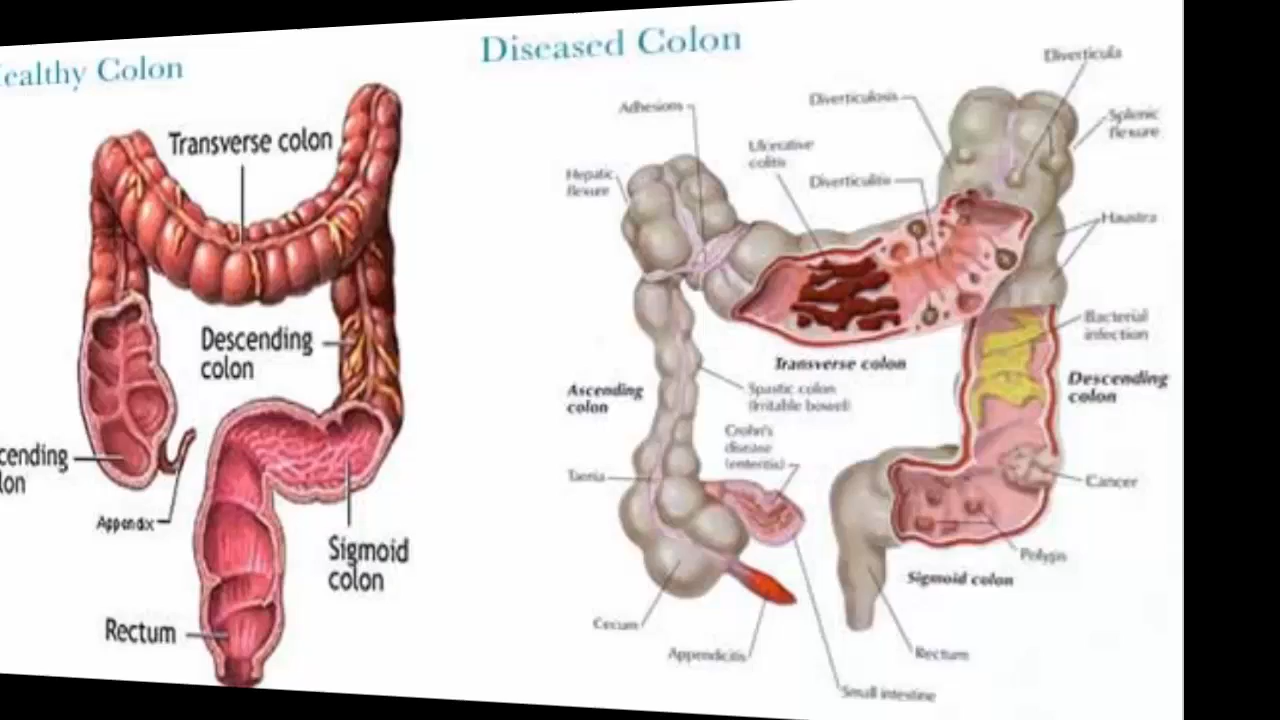 ealthy Colon
Transverse colon
Descending
colon
cending
lon
Appendix
Sigmoid
colon
Rectum
Diseased Colon
Diverticula
Adhesions
Diverticulosis
Splenic
flexure
Ulcerative
colitis
Hepatic
flexure
Diverticulitis
Haustra
Bacterial
infection
Transverse colon
Ascending
colon
Spastic colon
(irritable bowel)
Descending
colon
Crohn's
disease
(enteritis)
Taenia
Cancer
Polyps
Sigmoid colon
Cecum
Appendicitis
Rectum
Small intestine